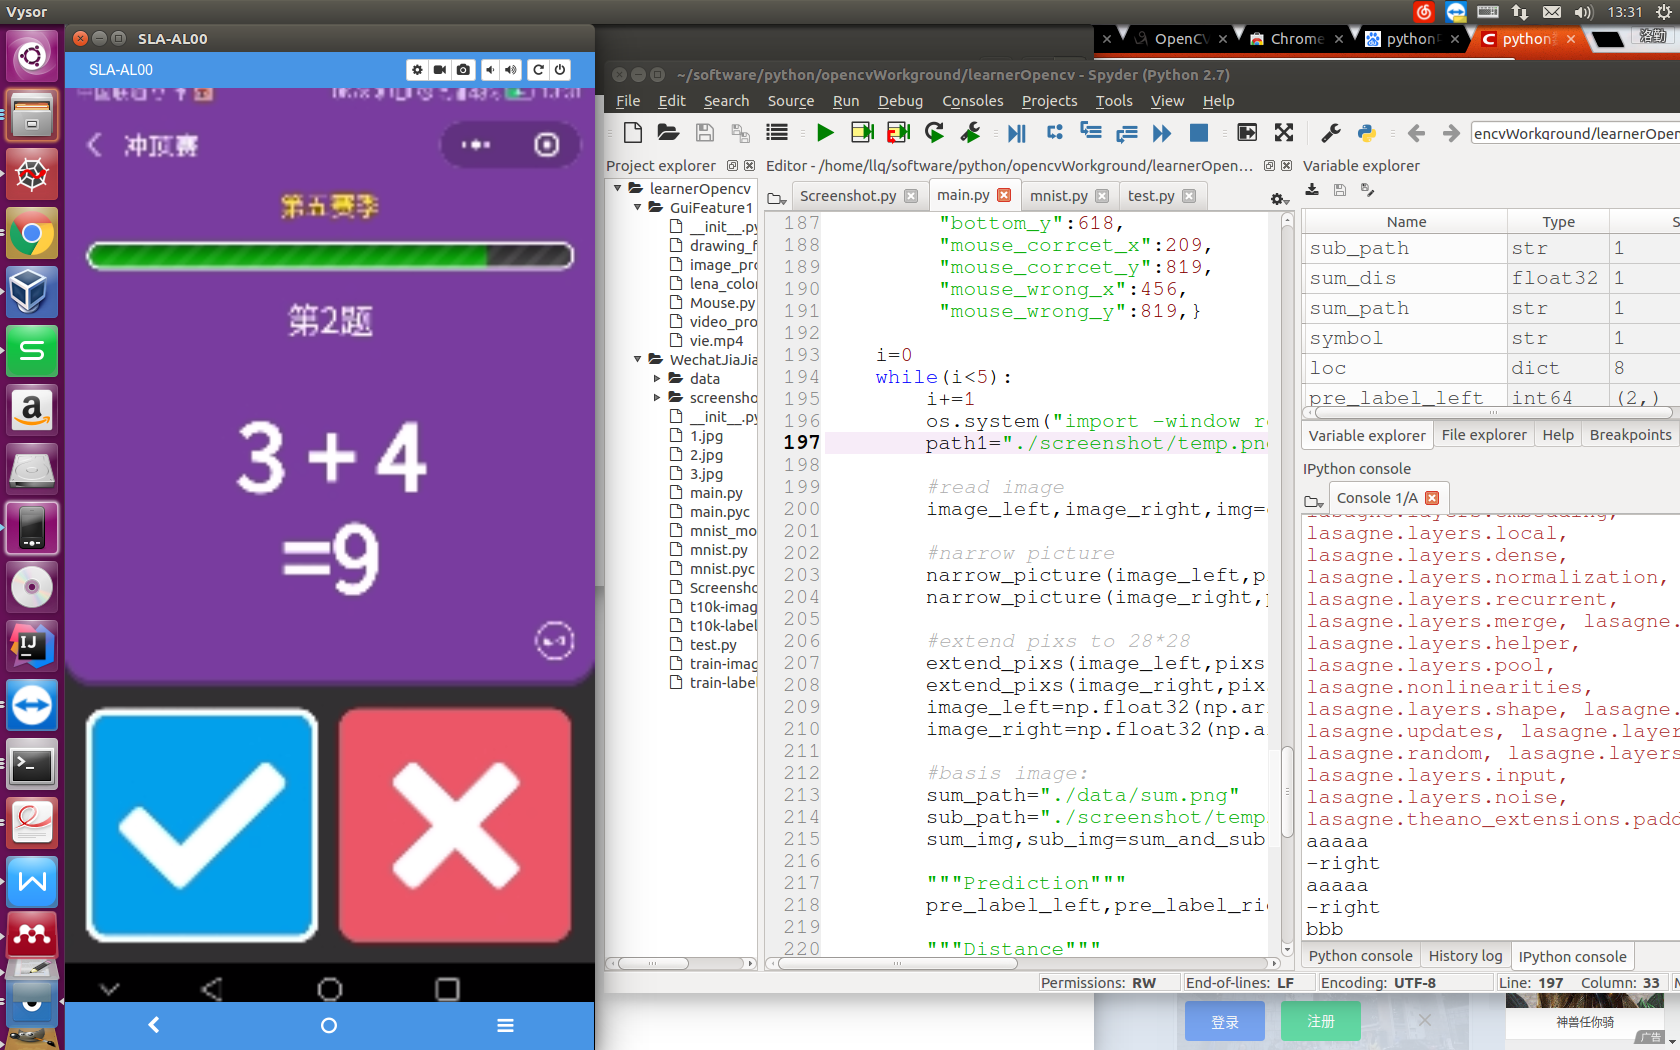 Vysor
13:31
SLA-AL00
SLA-AL00
冲顶赛
第五赛季
第2题
3 + 4
=9
OpenCV
Chrome
python
python
洛勤
~/software/python/opencvWorkground/learnerOpencv - Spyder (Python 2.7)
File Edit Search Source Run Debug Consoles Projects Tools View Help
encvWorkground/learnerOpen
Project explorer
learnerOpencv
GuiFeature1
__init__.py
drawing_f
image_pro
lena_color
Mouse.py
video_pro
vie.mp4
WechatJiaJia
data
screensho
__init__.py
1.jpg
2.jpg
3.jpg
main.py
main.pyc
mnist_mo
mnist.py
mnist.pyc
Screensho
t10k-imag
t10k-label
test.py
train-imag
train-labe
Editor - /home/llq/software/python/opencvWorkground/learnerOpen...
Screenshot.py main.py mnist.py test.py
187 "bottom_y":618,
188 "mouse_corrcet_x":209,
189 "mouse_corrcet_y":819,
190 "mouse_wrong_x":456,
191 "mouse_wrong_y":819,}
192
193 i=0
194 while(i<5):
195 i+=1
196 os.system("import -window r
197 path1="./screenshot/temp.pn
198
199 #read image
200 image_left,image_right,img=
201
202 #narrow picture
203 narrow_picture(image_left,p
204 narrow_picture(image_right,
205
206 #extend pixs to 28*28
207 extend_pixs(image_left,pixs
208 extend_pixs(image_right,pix
209 image_left=np.float32(np.ar
210 image_right=np.float32(np.a
211
212 #basis image:
213 sum_path="./data/sum.png"
214 sub_path="./screenshot/temp
215 sum_img,sub_img=sum_and_sub
216
217 """Prediction"""
218 pre_label_left,pre_label_ri
219
220 """Distance"""
Variable explorer
Name Type S
sub_path str 1
sum_dis float32 1
sum_path str 1
symbol str 1
loc dict 8
pre_label_left int64 (2,)
Variable explorer File explorer Help Breakpoints
IPython console
Console 1/A
lasagne.layers.embedding,
lasagne.layers.local,
lasagne.layers.dense,
lasagne.layers.normalization,
lasagne.layers.recurrent,
lasagne.layers.merge, lasagne.
lasagne.layers.helper,
lasagne.layers.pool,
lasagne.nonlinearities,
lasagne.layers.shape, lasagne.
lasagne.updates, lasagne.layer
lasagne.random, lasagne.layers
lasagne.layers.input,
lasagne.layers.noise,
lasagne.theano_extensions.padd
aaaaa
-right
aaaaa
-right
bbb
Python console History log IPython console
Permissions: RW End-of-lines: LF Encoding: UTF-8 Line: 197 Column: 33
登录
注册
神兽任你骑
广告